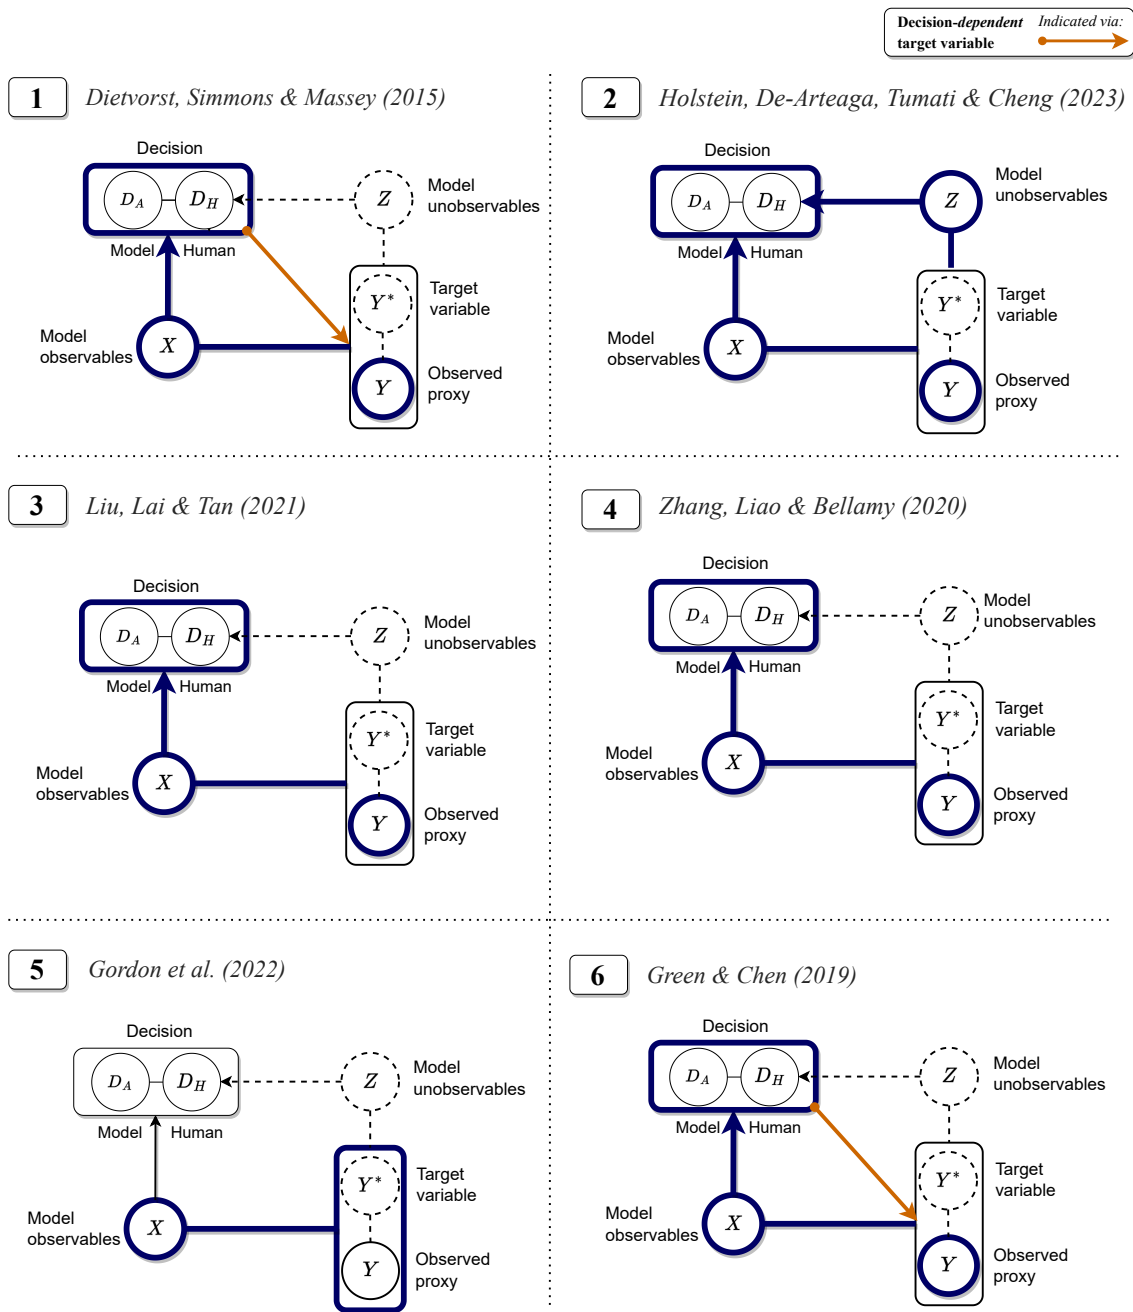 Decision-dependent Indicated via:
target variable
1 Dietvorst, Simmons & Massey (2015)
Decision
D_A D_H Z
Model
unobservables
Model Human
Y*
Target
variable
Model
observables
X
Y
Observed
proxy
2 Holstein, De-Arteaga, Tumati & Cheng (2023)
Decision
D_A D_H Z
Model
unobservables
Model Human
Y*
Target
variable
Model
observables
X
Y
Observed
proxy
3 Liu, Lai & Tan (2021)
Decision
D_A D_H Z
Model
unobservables
Model Human
Y*
Target
variable
Model
observables
X
Y
Observed
proxy
4 Zhang, Liao & Bellamy (2020)
Decision
D_A D_H Z
Model
unobservables
Model Human
Y*
Target
variable
Model
observables
X
Y
Observed
proxy
5 Gordon et al. (2022)
Decision
D_A D_H Z
Model
unobservables
Model Human
Y*
Target
variable
Model
observables
X
Y
Observed
proxy
6 Green & Chen (2019)
Decision
D_A D_H Z
Model
unobservables
Model Human
Y*
Target
variable
Model
observables
X
Y
Observed
proxy